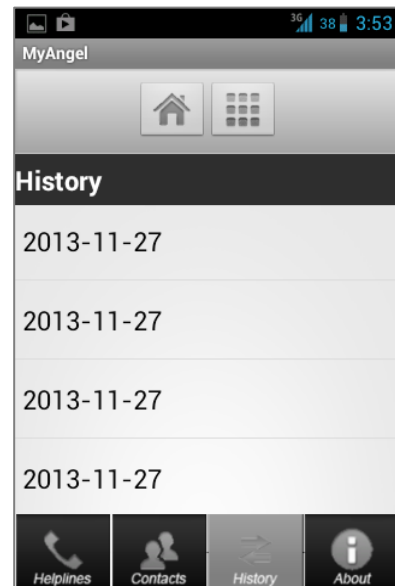 3G 38 3:53
MyAngel
History
2013-11-27
2013-11-27
2013-11-27
2013-11-27
Helplines Contacts History About